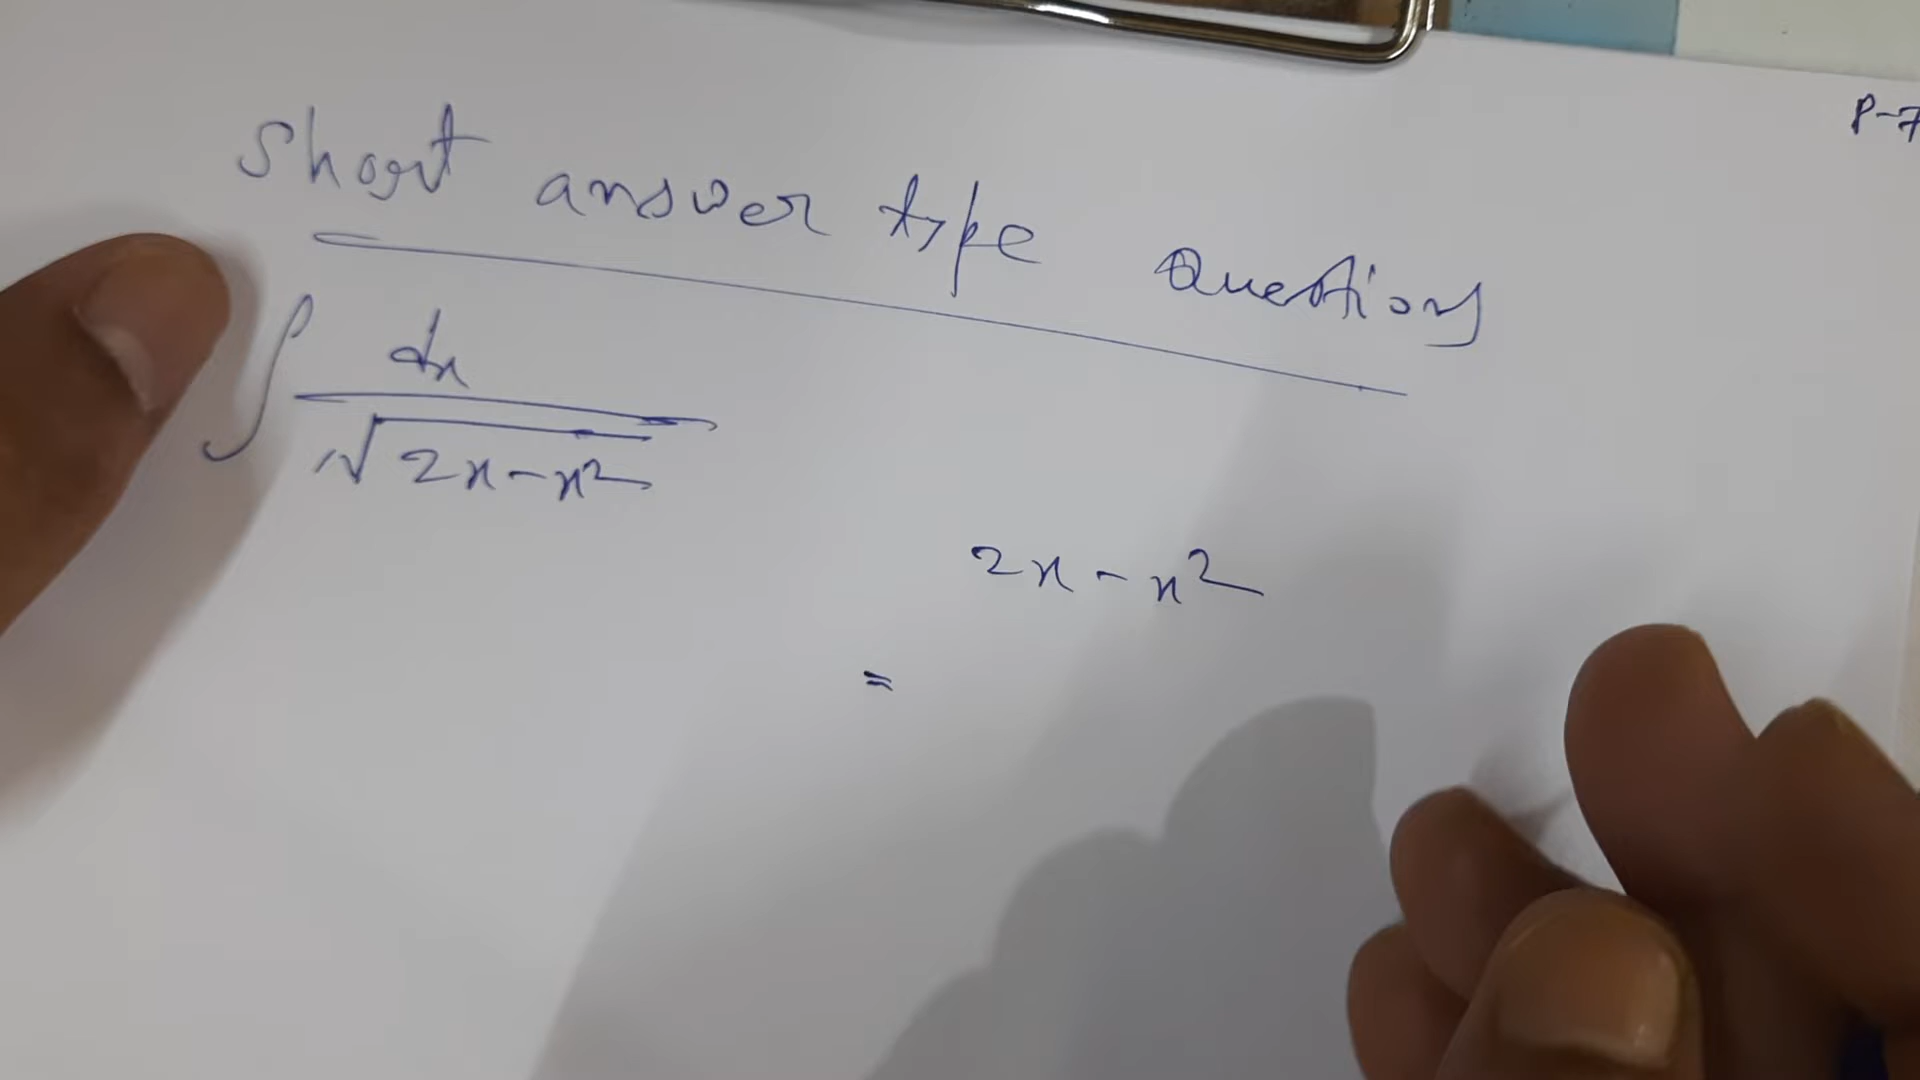 P-7
Short answer type Questions
∫ dx / √(2x-x²)
2x - x²
=